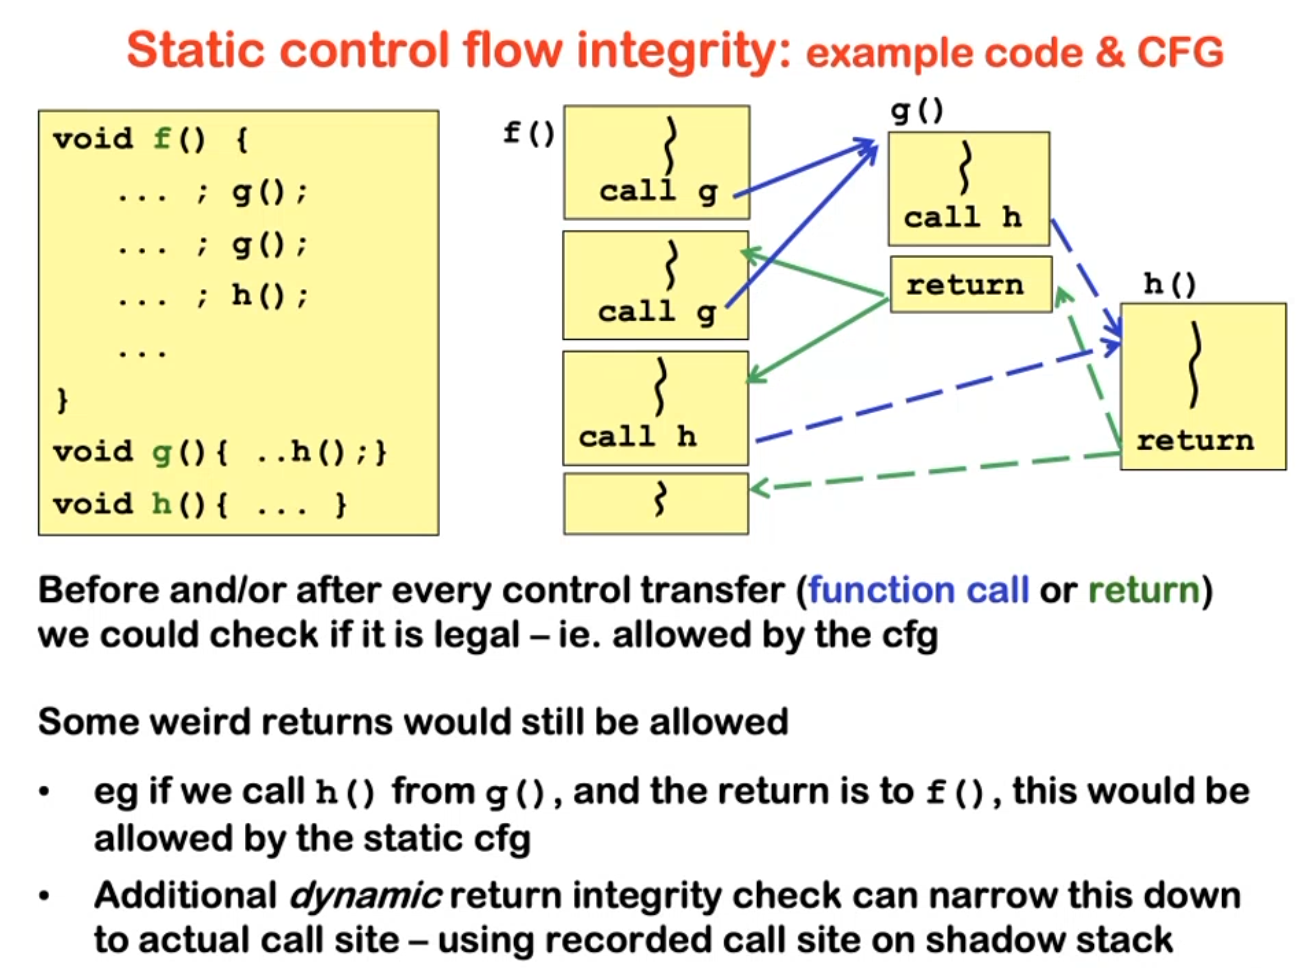 Static control flow integrity: example code & CFG
void f() {
... ; g();
... ; g();
... ; h();
...
}
void g(){ ..h();}
void h(){ ... }
f()
call g
call g
call h
g()
call h
return
h()
return
Before and/or after every control transfer (function call or return)
we could check if it is legal – ie. allowed by the cfg
Some weird returns would still be allowed
• eg if we call h() from g(), and the return is to f(), this would be
allowed by the static cfg
• Additional dynamic return integrity check can narrow this down
to actual call site – using recorded call site on shadow stack